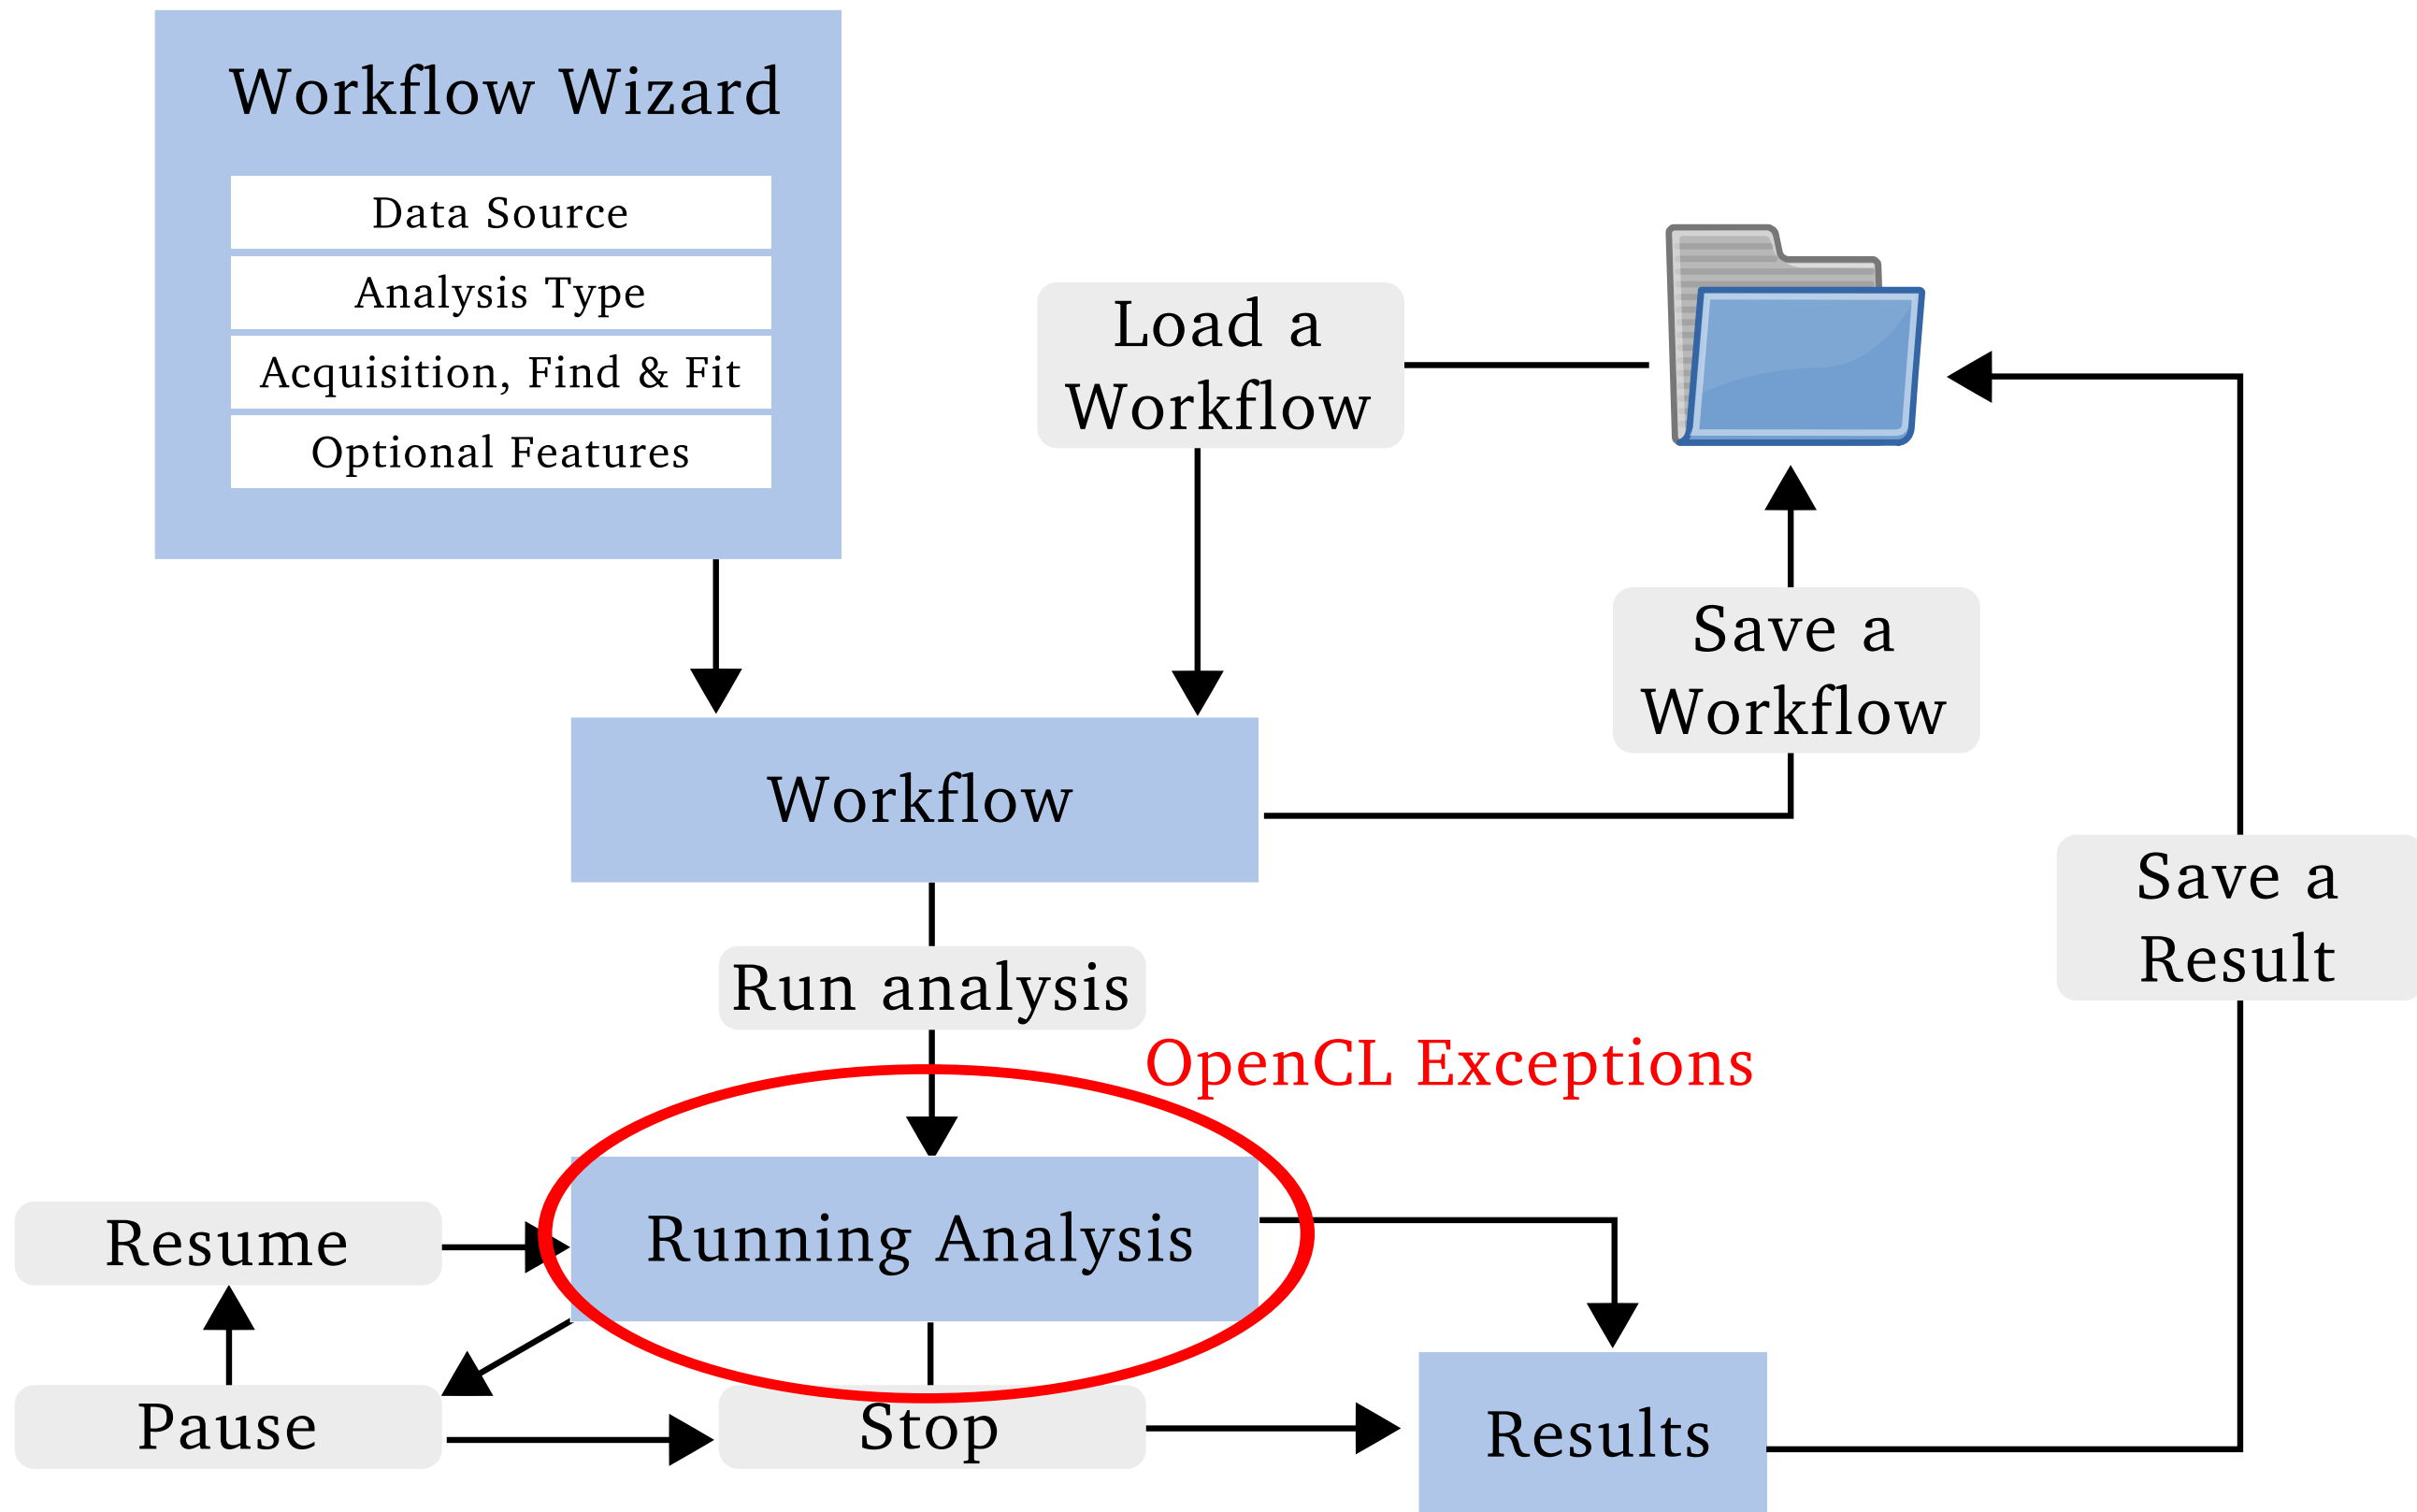 Workflow Wizard
Data Source
Analysis Type
Acquisition, Find & Fit
Optional Features
Load a
Workflow
Save a
Workflow
Workflow
Save a
Result
Run analysis
OpenCL Exceptions
Running Analysis
Resume
Pause
Stop
Results